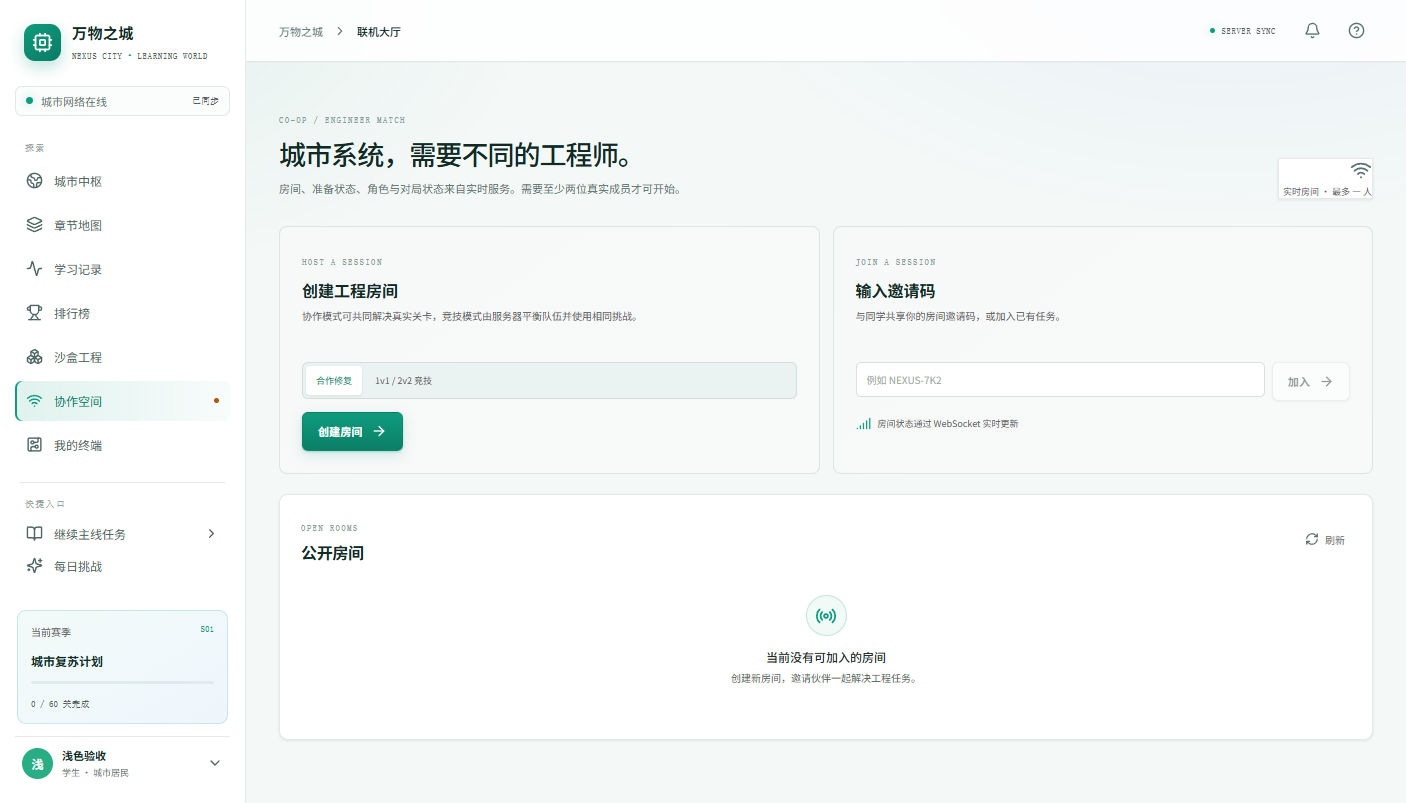 万物之城
NEXUS CITY • LEARNING WORLD
城市网络在线
已同步
探索
城市中枢
章节地图
学习记录
排行榜
沙盒工程
协作空间
我的终端
快捷入口
继续主线任务
每日挑战
当前赛季
S01
城市复苏计划
0 / 60 关完成
浅
浅色验收
学生 · 城市居民
万物之城
联机大厅
SERVER SYNC
CO-OP / ENGINEER MATCH
城市系统，需要不同的工程师。
房间、准备状态、角色与对局状态来自实时服务。需要至少两位真实成员才可开始。
实时房间 · 最多 — 人
HOST A SESSION
创建工程房间
协作模式可共同解决真实关卡，竞技模式由服务器平衡队伍并使用相同挑战。
合作修复
1v1 / 2v2 竞技
创建房间
JOIN A SESSION
输入邀请码
与同学共享你的房间邀请码，或加入已有任务。
例如 NEXUS-7K2
加入
房间状态通过 WebSocket 实时更新
OPEN ROOMS
公开房间
刷新
当前没有可加入的房间
创建新房间，邀请伙伴一起解决工程任务。